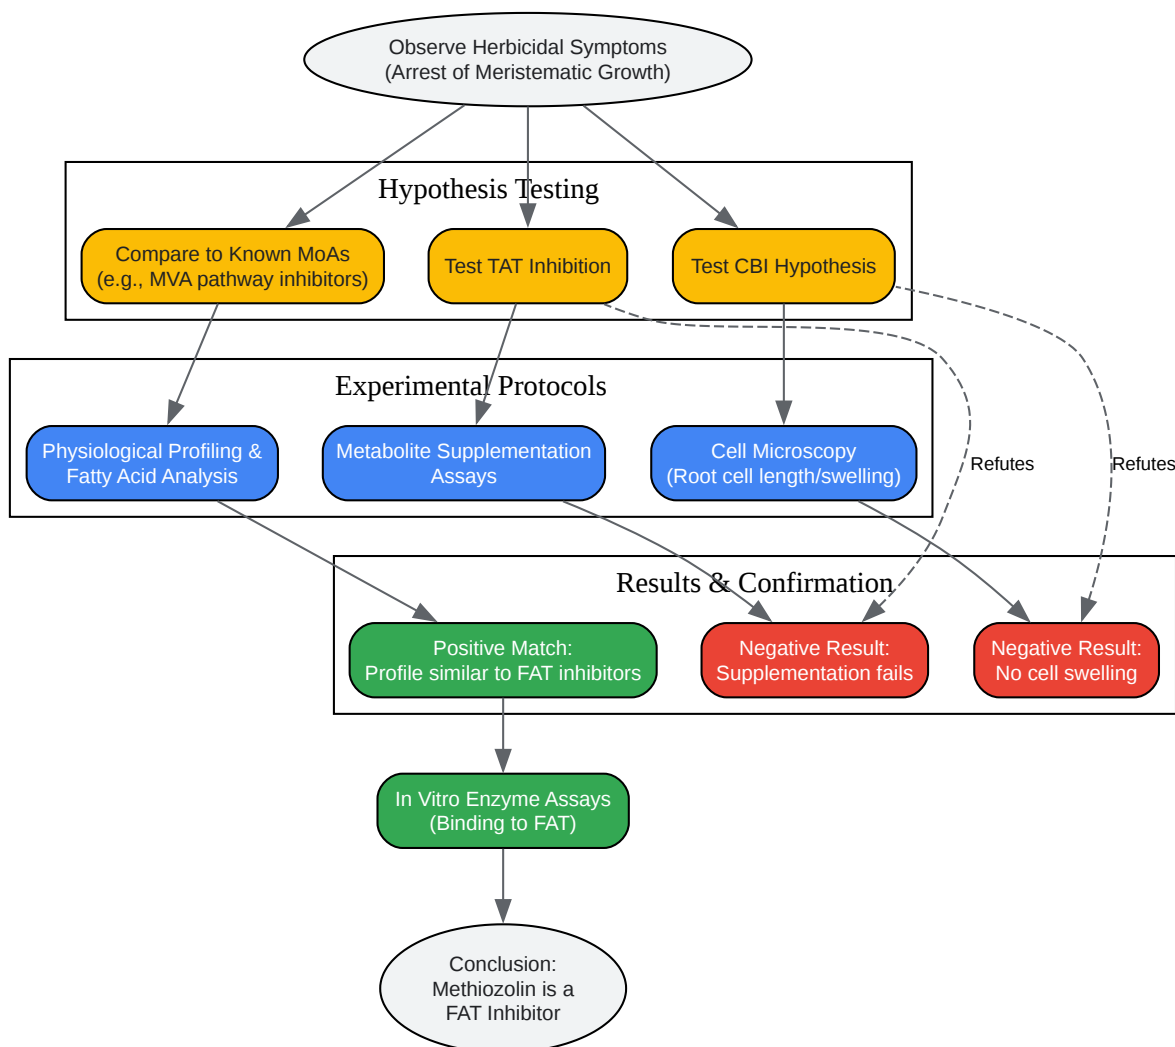 Observe Herbicidal Symptoms
(Arrest of Meristematic Growth)
Hypothesis Testing
Compare to Known MoAs
(e.g., MVA pathway inhibitors)
Test TAT Inhibition
Test CBI Hypothesis
Experimental Protocols
Physiological Profiling &
Fatty Acid Analysis
Metabolite Supplementation
Assays
Cell Microscopy
(Root cell length/swelling)
Refutes
Refutes
Results & Confirmation
Positive Match:
Profile similar to FAT inhibitors
Negative Result:
Supplementation fails
Negative Result:
No cell swelling
In Vitro Enzyme Assays
(Binding to FAT)
Conclusion:
Methiozolin is a
FAT Inhibitor